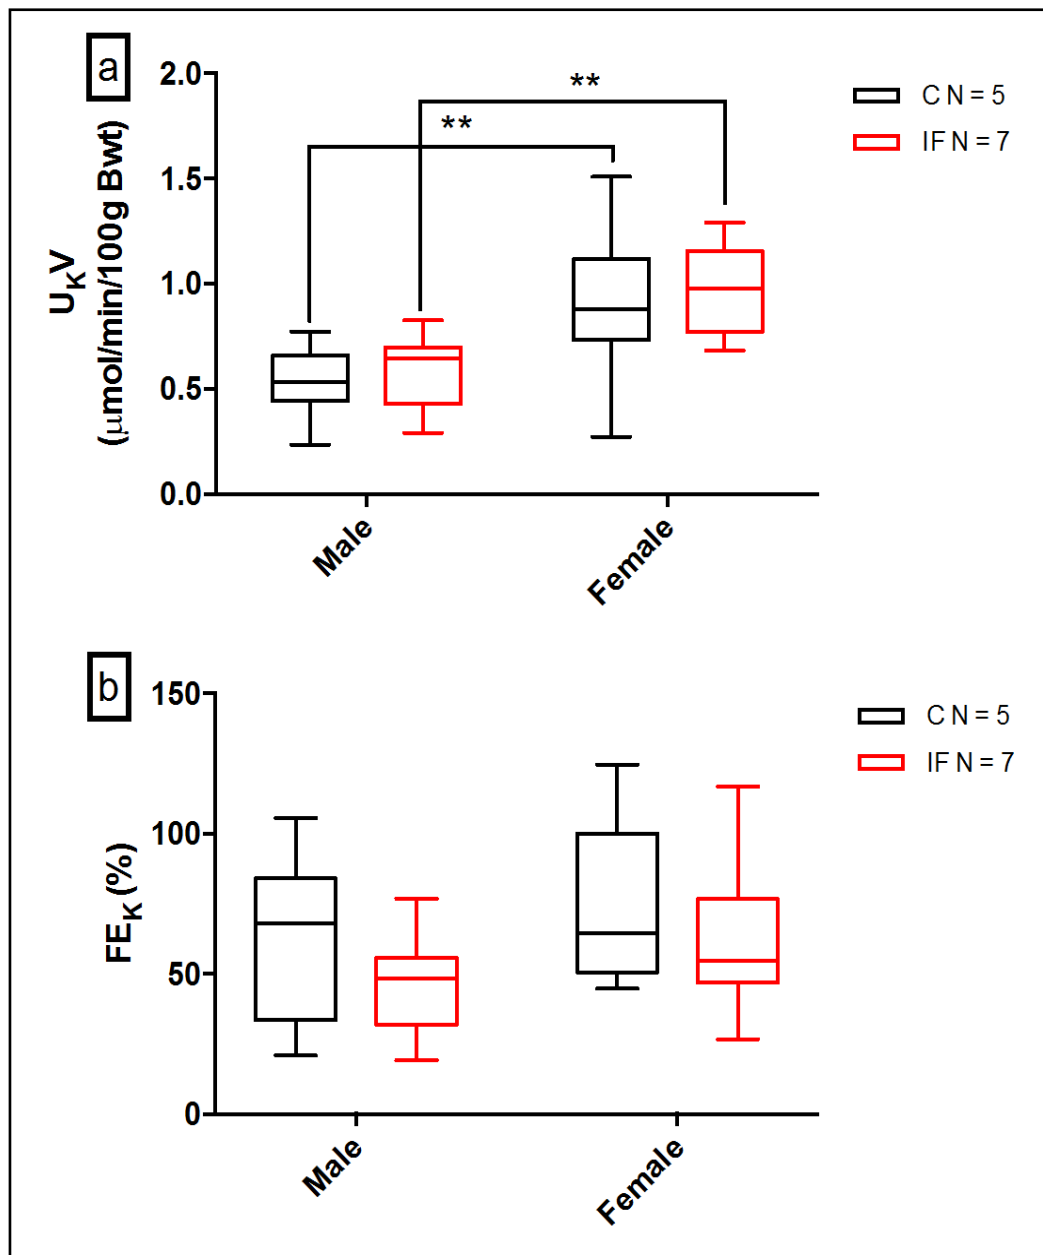 a
2.0
1.5
1.0
0.5
0.0
UKV
(µmol/min/100g Bwt)
**
**
C N = 5
IF N = 7
Male
Female
b
150
100
50
0
FEK (%)
C N = 5
IF N = 7
Male
Female